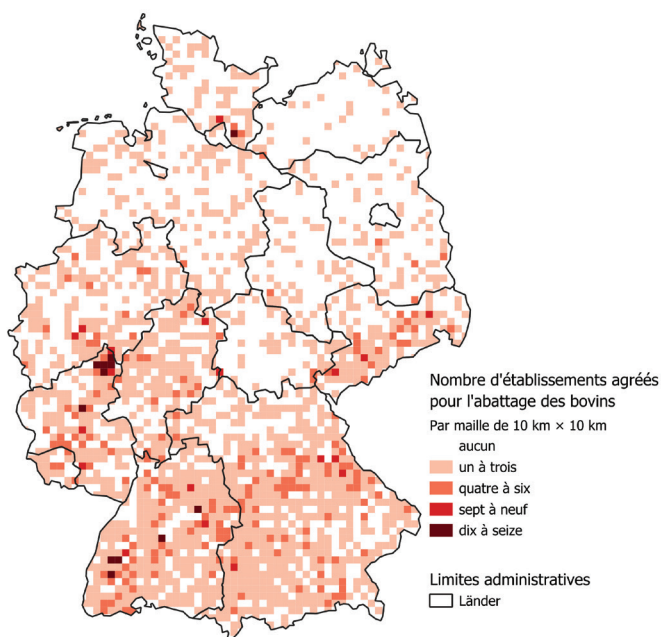 Nombre d'établissements agréés
pour l'abattage des bovins
Par maille de 10 km × 10 km
aucun
un à trois
quatre à six
sept à neuf
dix à seize
Limites administratives
Länder